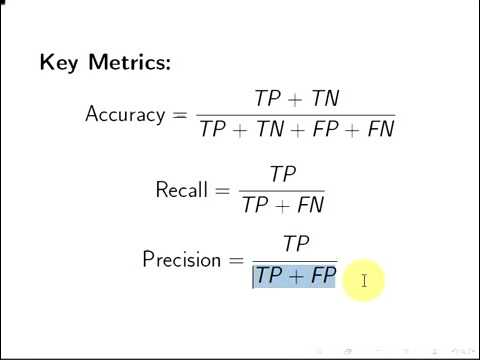 Key Metrics:
TP + TN
Accuracy =
TP + TN + FP + FN
TP
Recall =
TP + FN
TP
Precision =
TP + FP